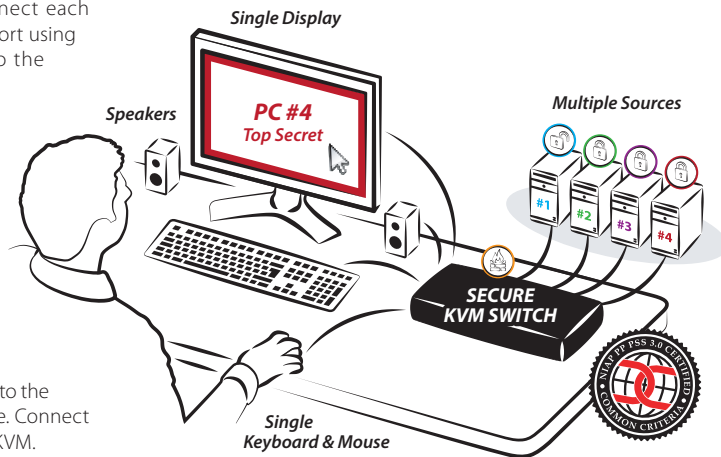 nect each
ort using
o the
Single Display
Speakers
PC #4
Top Secret
Multiple Sources
#1
#2
#3
#4
SECURE
KVM SWITCH
NIAP PP PSS 3.0 CERTIFIED
COMMON CRITERIA
to the
e. Connect
KVM.
Single
Keyboard & Mouse